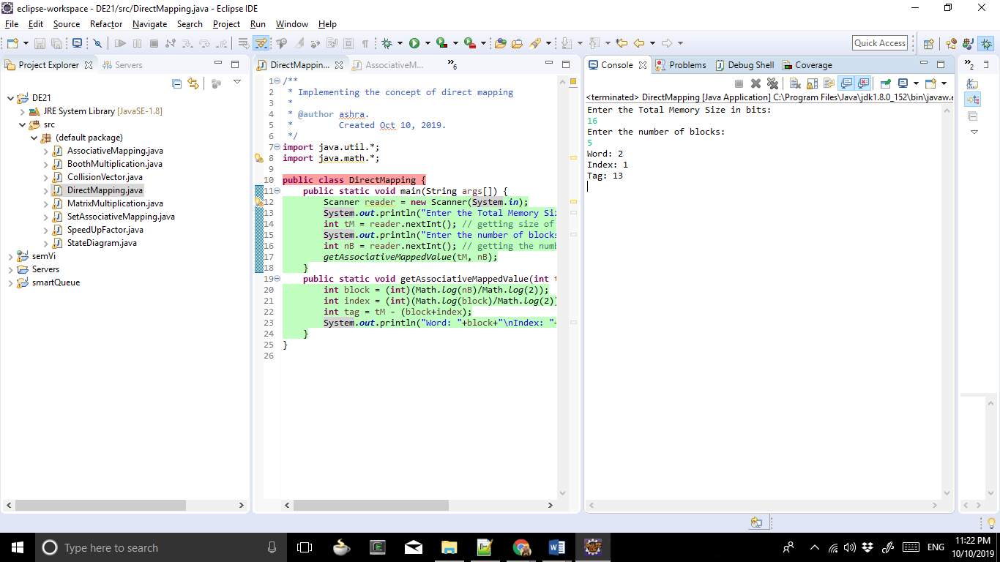 eclipse-workspace - DE21/src/DirectMapping.java - Eclipse IDE
File Edit Source Refactor Navigate Search Project Run Window Help
Quick Access
Project Explorer Servers
DE21
JRE System Library [JavaSE-1.8]
src
(default package)
AssociativeMapping.java
BoothMultiplication.java
CollisionVector.java
DirectMapping.java
MatrixMultiplication.java
SetAssociativeMapping.java
SpeedUpFactor.java
StateDiagram.java
semVi
Servers
smartQueue
DirectMappin... AssociativeM... »6
1 /**
2 * Implementing the concept of direct mapping
3 *
4 * @author ashra.
5 * Created Oct 10, 2019.
6 */
7 import java.util.*;
8 import java.math.*;
9
10 public class DirectMapping {
11 public static void main(String args[]) {
12 Scanner reader = new Scanner(System.in);
13 System.out.println("Enter the Total Memory Siz
14 int tM = reader.nextInt(); // getting size of
15 System.out.println("Enter the number of blocks
16 int nB = reader.nextInt(); // getting the numb
17 getAssociativeMappedValue(tM, nB);
18 }
19 public static void getAssociativeMappedValue(int t
20 int block = (int)(Math.log(nB)/Math.log(2));
21 int index = (int)(Math.log(block)/Math.log(2))
22 int tag = tM - (block+index);
23 System.out.println("Word: "+block+"\nIndex: "+
24 }
25 }
26
Console Problems Debug Shell Coverage »2
<terminated> DirectMapping [Java Application] C:\Program Files\Java\jdk1.8.0_152\bin\javaw.e
Enter the Total Memory Size in bits:
16
Enter the number of blocks:
5
Word: 2
Index: 1
Tag: 13
Type here to search
ENG
11:22 PM
10/10/2019